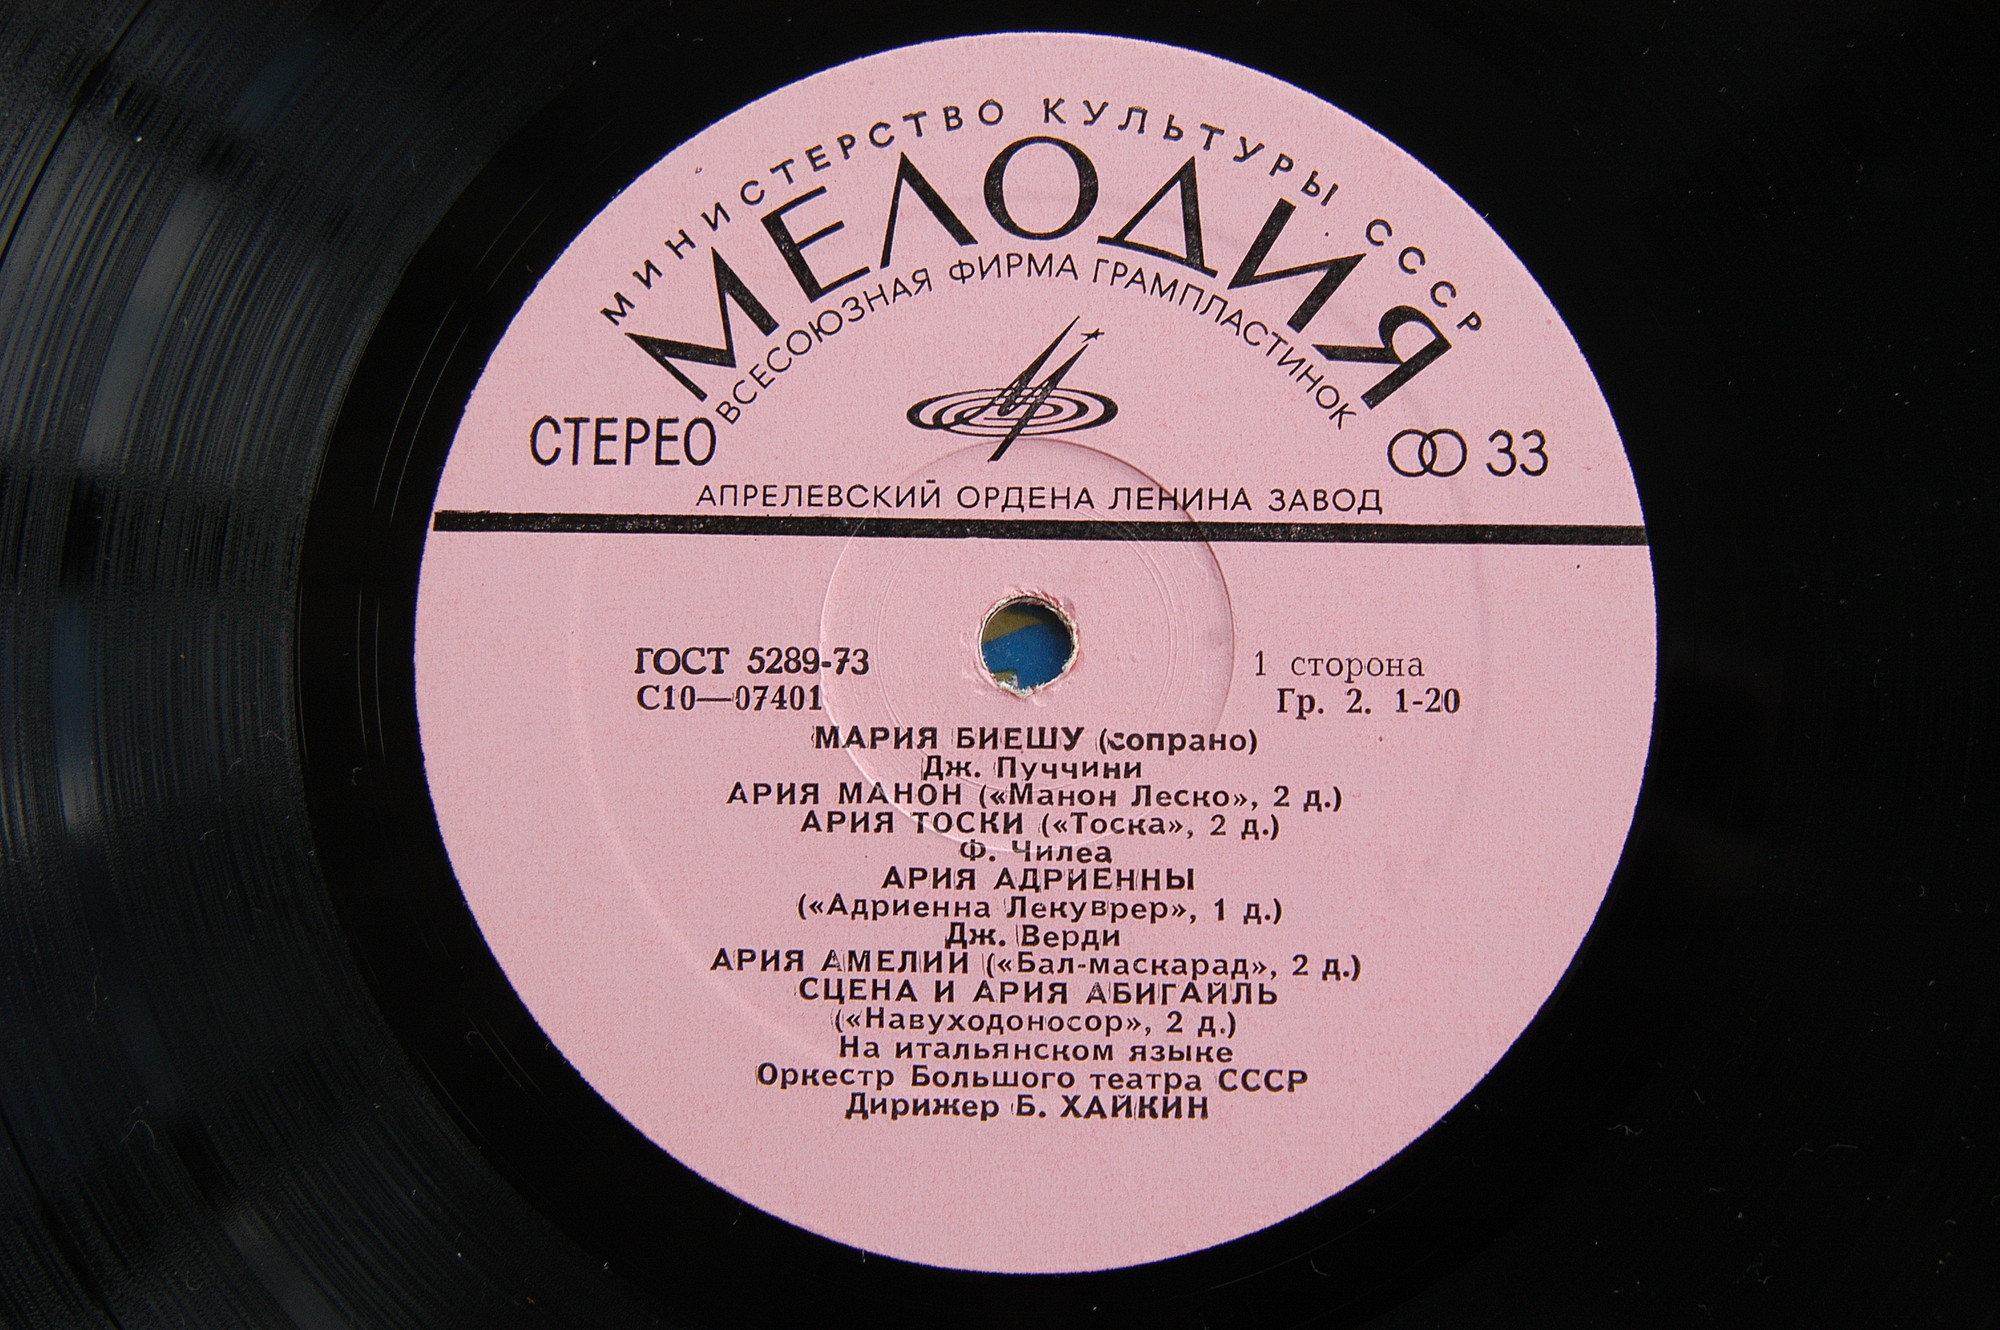 МИНИСТЕРСТВО КУЛЬТУРЫ СССР
МЕЛОДИЯ
ВСЕСОЮЗНАЯ ФИРМА ГРАМПЛАСТИНОК
СТЕРЕО
33
АПРЕЛЕВСКИЙ ОРДЕНА ЛЕНИНА ЗАВОД
ГОСТ 5289-73
1 сторона
С10—07401
Гр. 2. 1-20
МАРИЯ БИЕШУ (сопрано)
Дж. Пуччини
АРИЯ МАНОН («Манон Леско», 2 д.)
АРИЯ ТОСКИ («Тоска», 2 д.)
Ф. Чилеа
АРИЯ АДРИЕННЫ
(«Адриенна Лекуврер», 1 д.)
Дж. Верди
АРИЯ АМЕЛИИ («Бал-маскарад», 2 д.)
СЦЕНА И АРИЯ АБИГАЙЛЬ
(«Навуходоносор», 2 д.)
На итальянском языке
Оркестр Большого театра СССР
Дирижер Б. ХАЙКИН